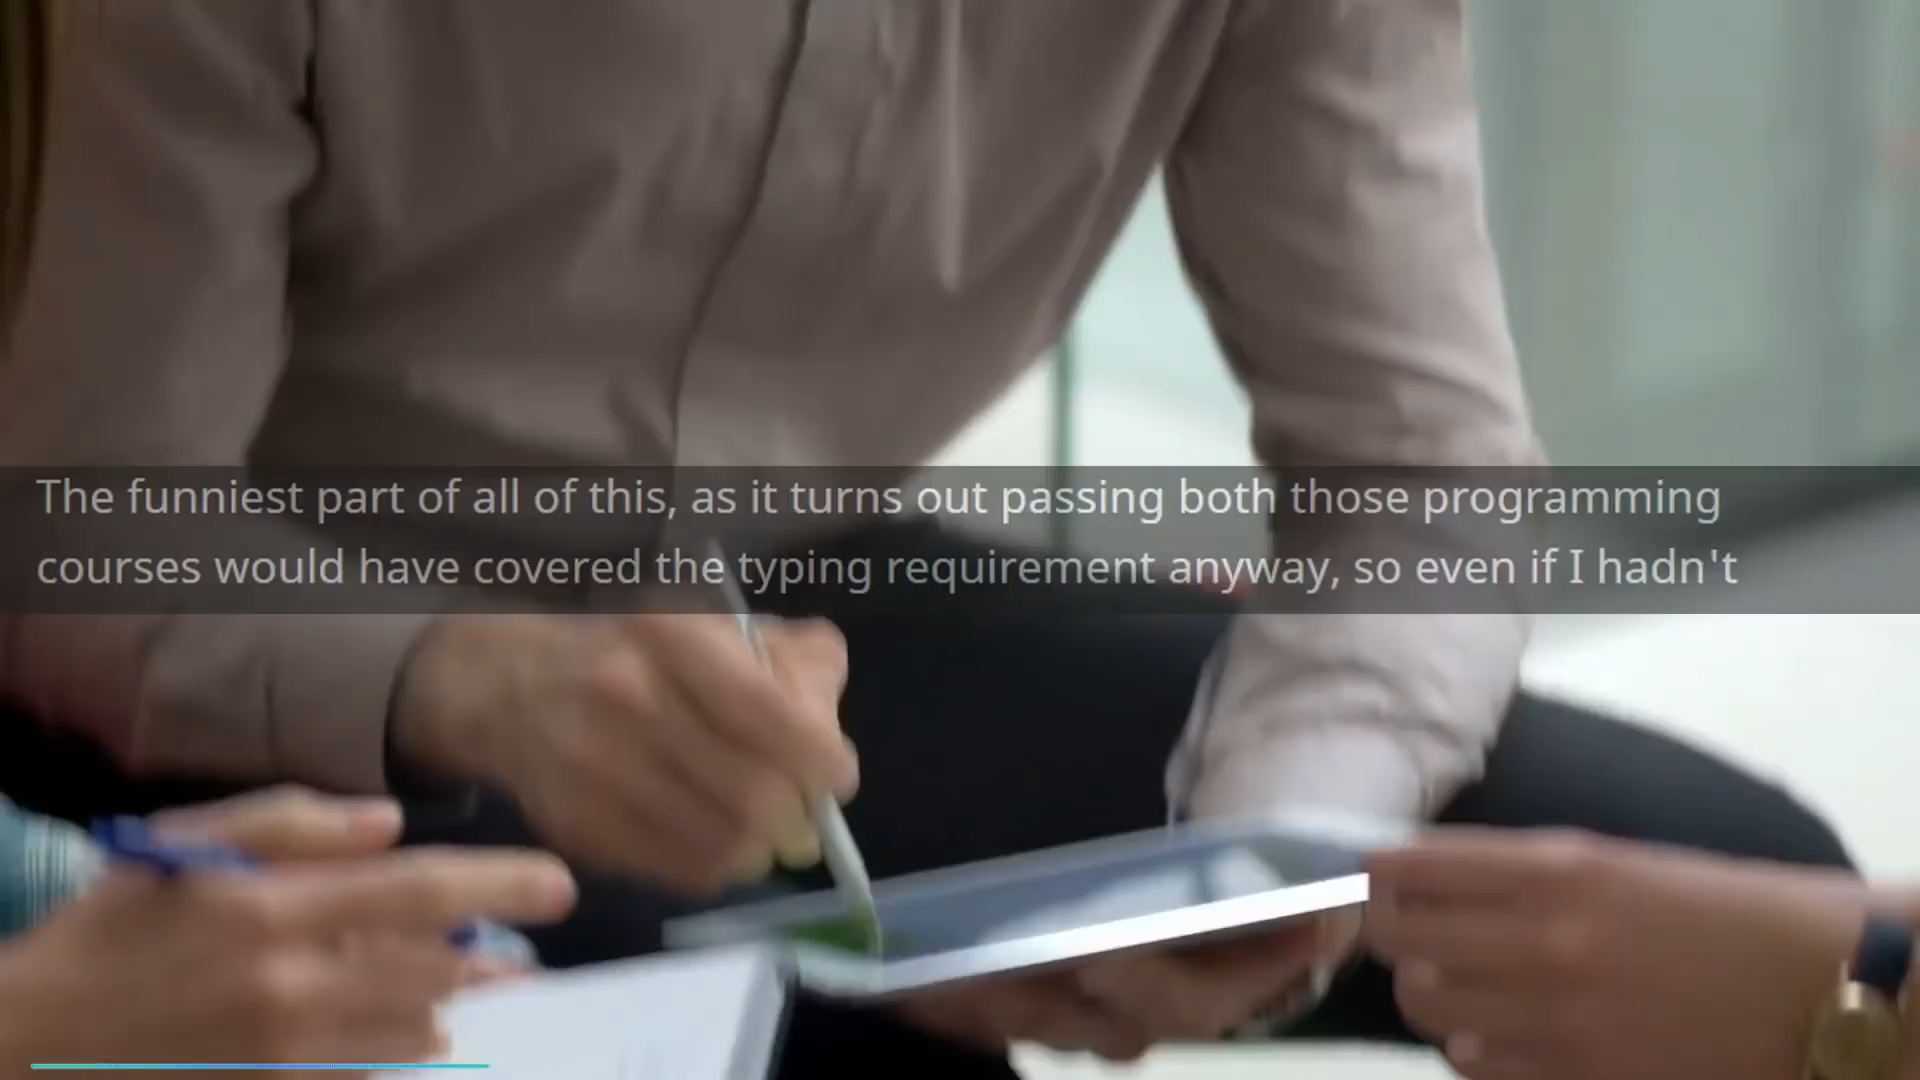 The funniest part of all of this, as it turns out passing both those programming
courses would have covered the typing requirement anyway, so even if I hadn't